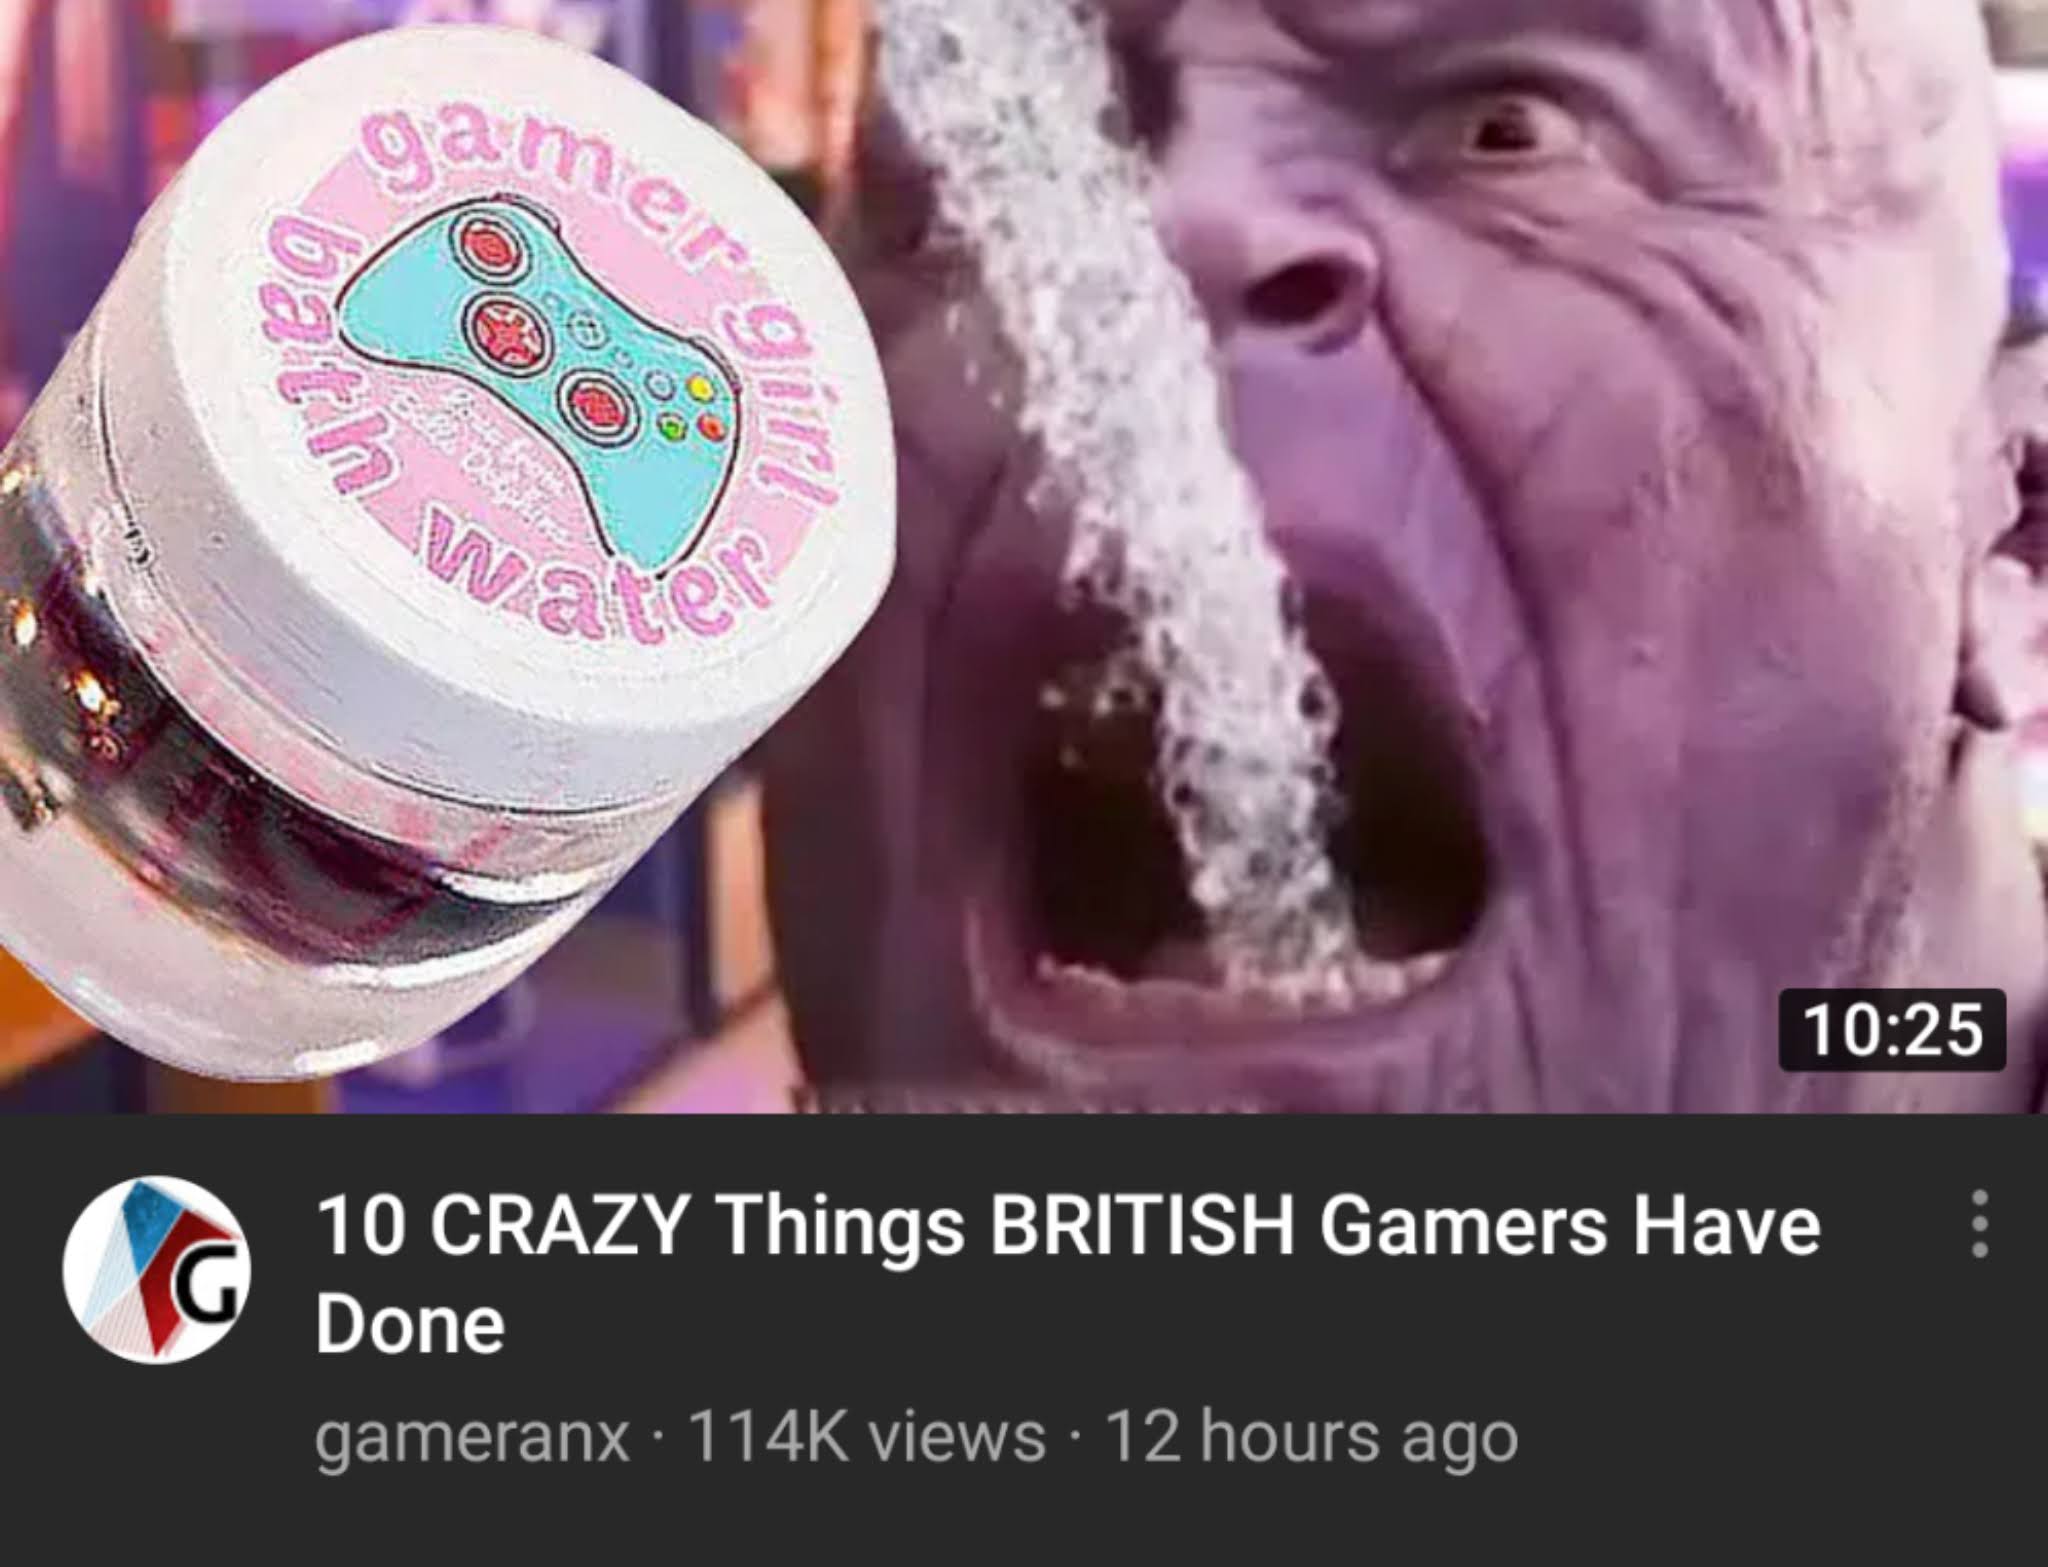 gamer girl
bath water
10:25
G
10 CRAZY Things BRITISH Gamers Have
Done
gameranx · 114K views · 12 hours ago